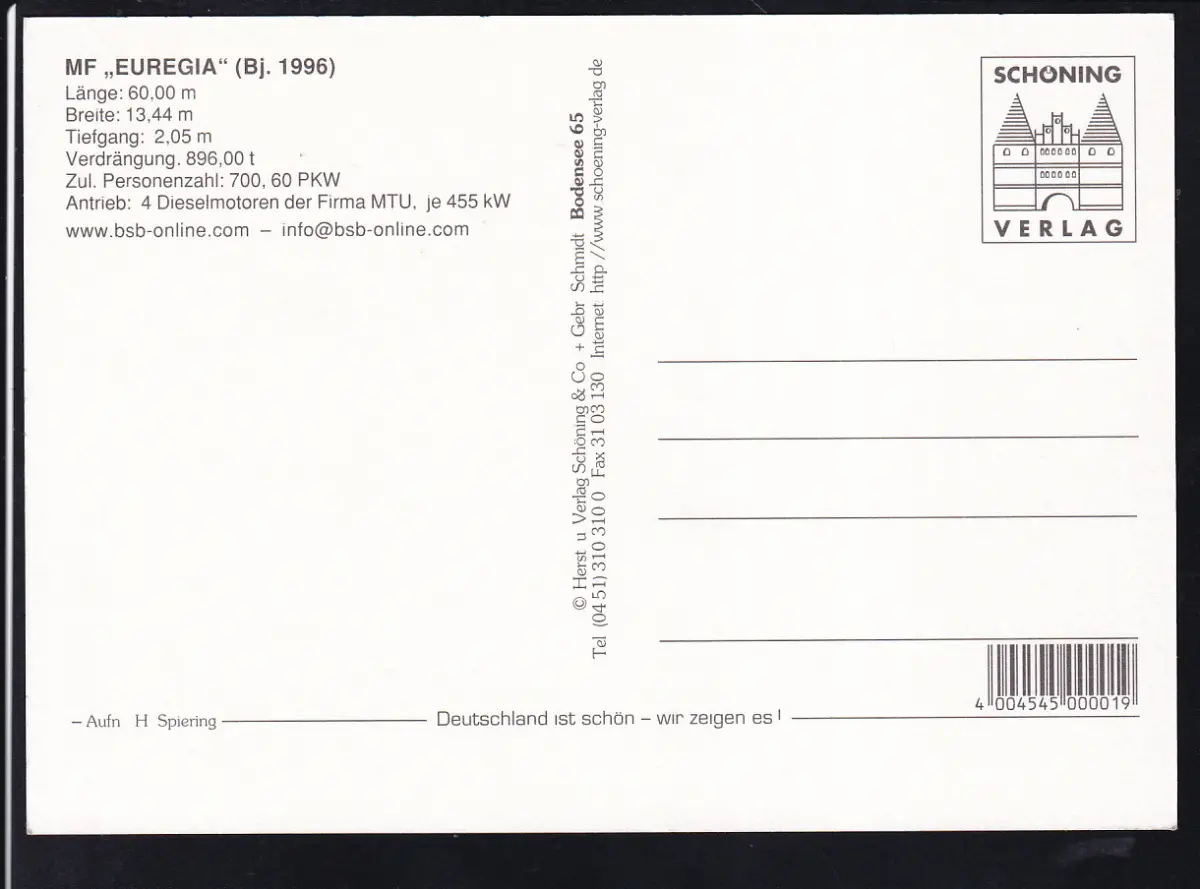 MF „EUREGIA“ (Bj. 1996)
Länge: 60,00 m
Breite: 13,44 m
Tiefgang: 2,05 m
Verdrängung. 896,00 t
Zul. Personenzahl: 700, 60 PKW
Antrieb: 4 Dieselmotoren der Firma MTU, je 455 kW
www.bsb-online.com – info@bsb-online.com
© Herst u Verlag Schöning & Co + Gebr Schmidt Bodensee 65
Tel (04 51) 310 310 0 Fax 31 03 130 Internet http //www schoening-verlag de
SCHÖNING
VERLAG
4 004545 000019
– Aufn H Spiering
Deutschland ist schön – wir zeigen es !